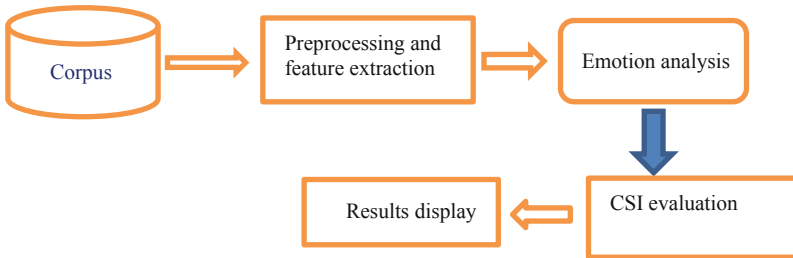 Corpus
Preprocessing and
feature extraction
Emotion analysis
CSI evaluation
Results display